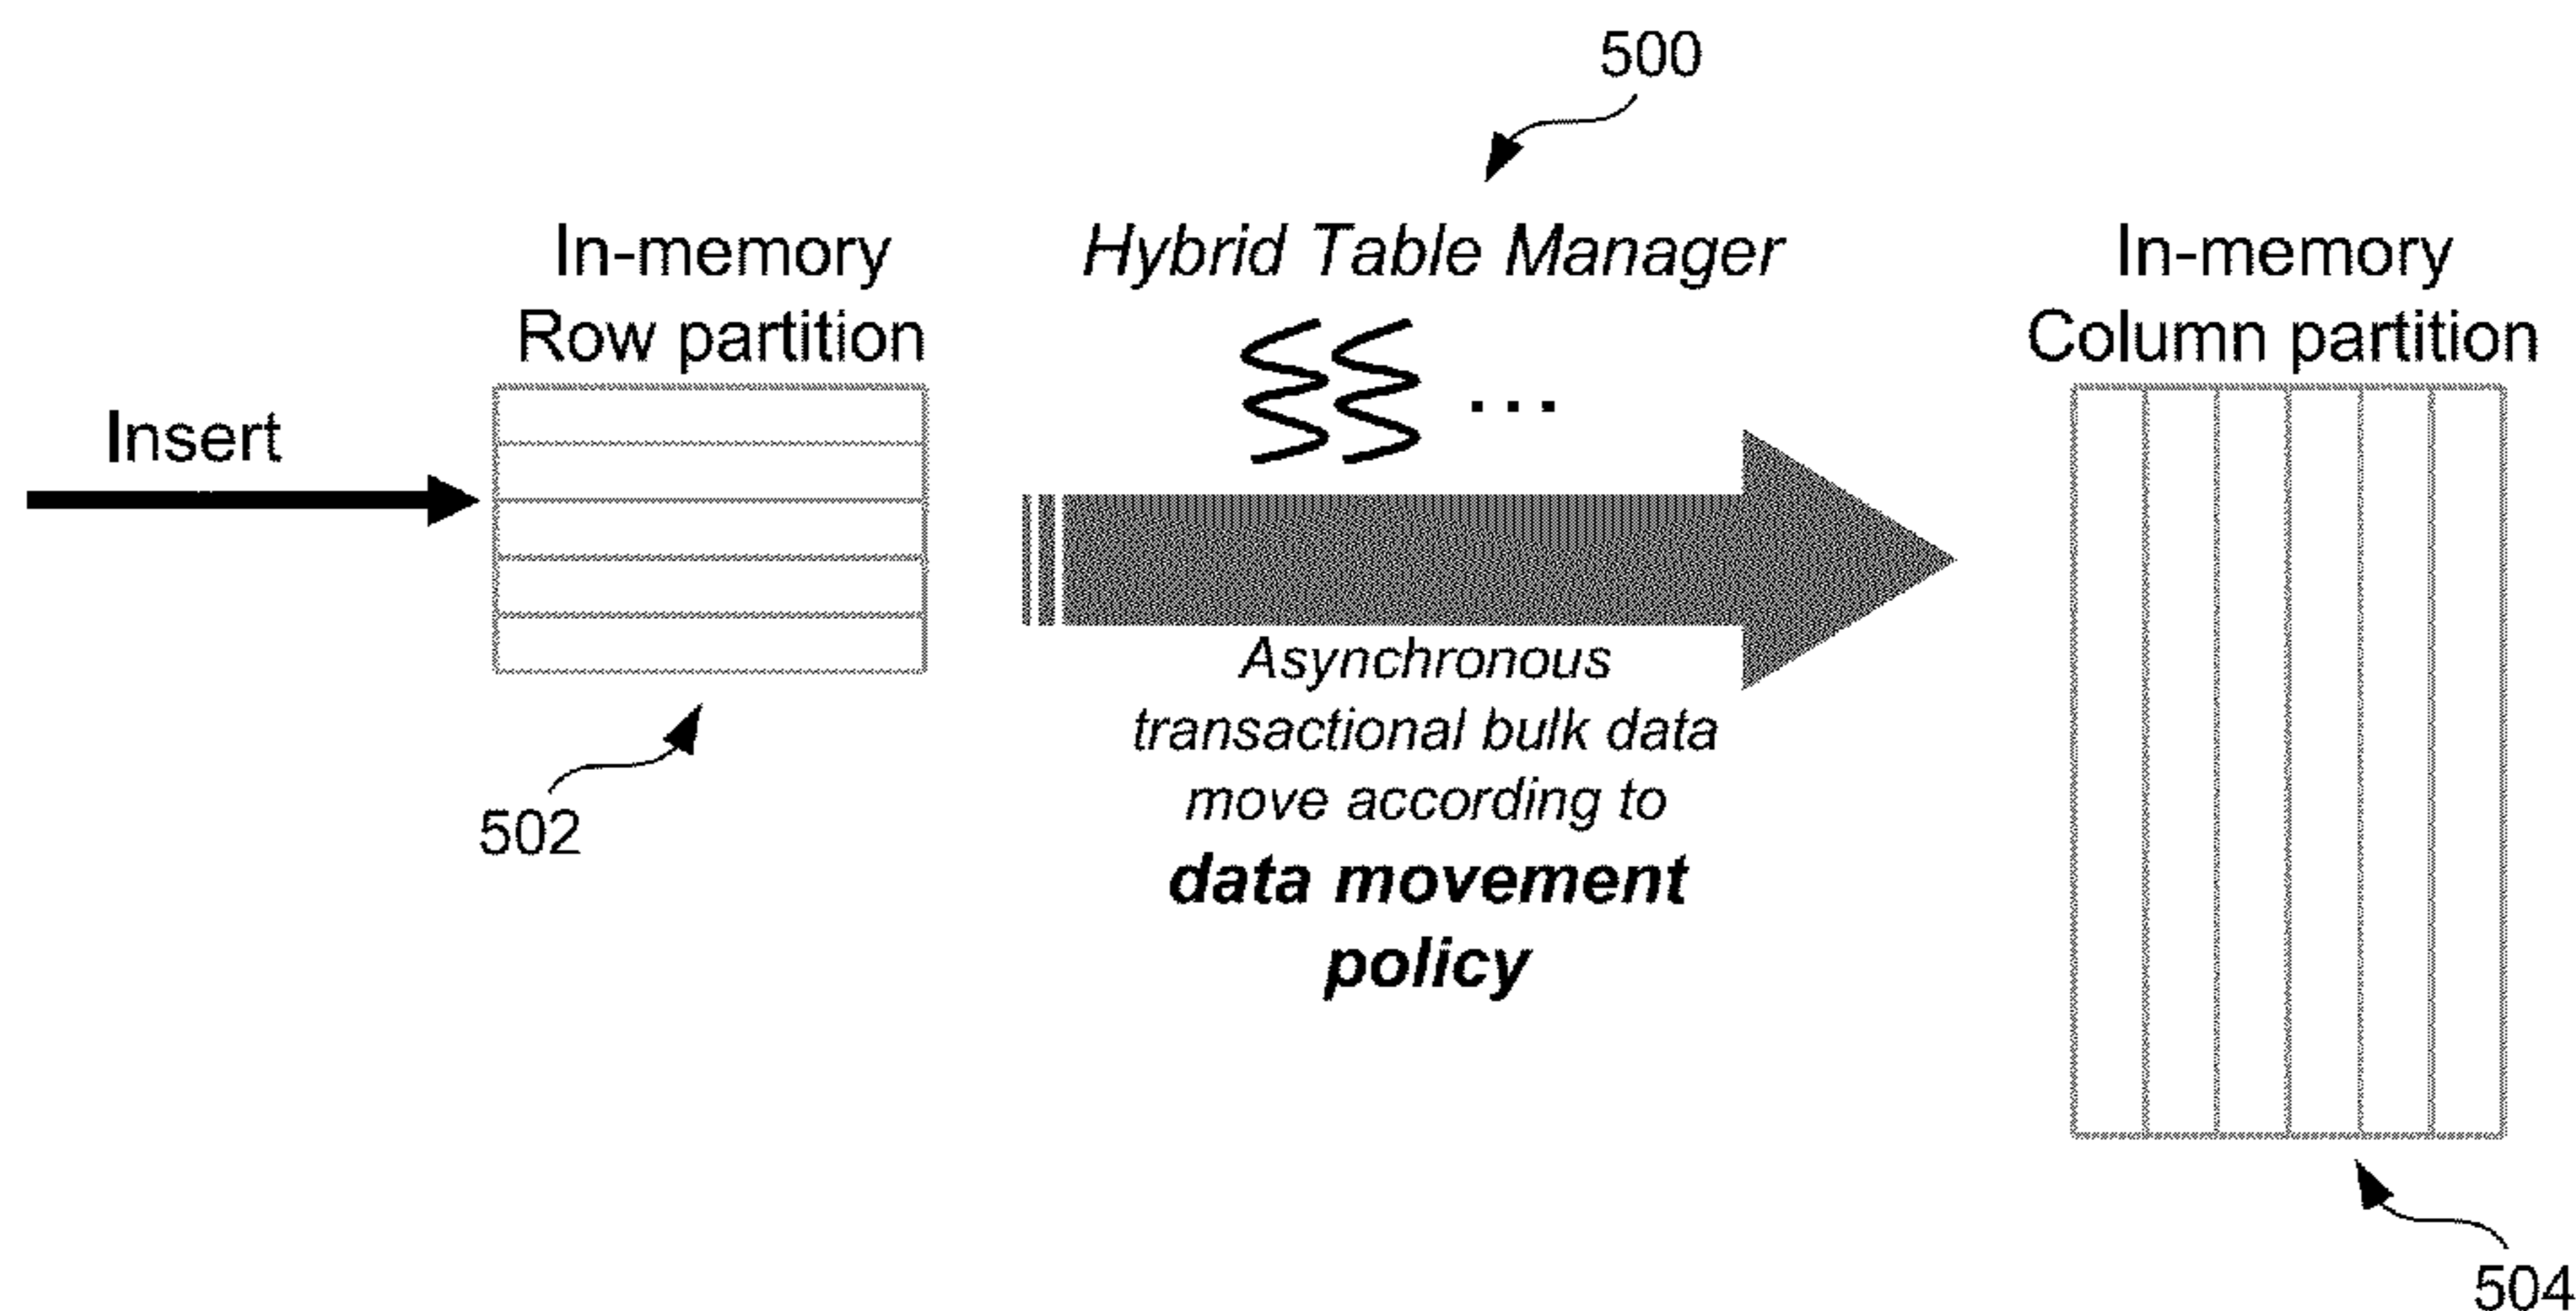 500
In-memory
Row partition
Hybrid Table Manager
In-memory
Column partition
Insert
...
Asynchronous
transactional bulk data
move according to
data movement
policy
502
504